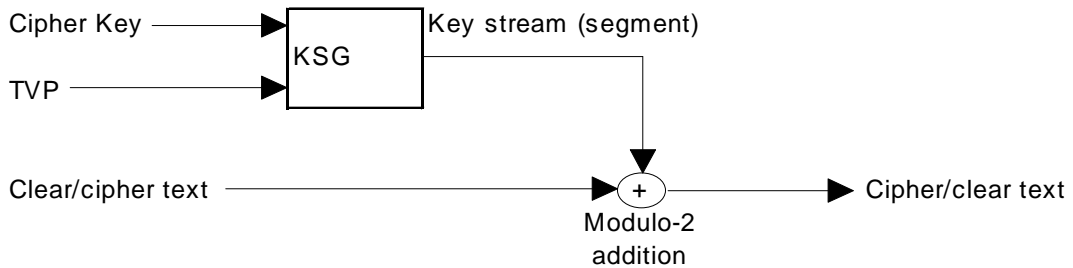 Cipher Key
Key stream (segment)
KSG
TVP
Clear/cipher text
+
Cipher/clear text
Modulo-2
addition